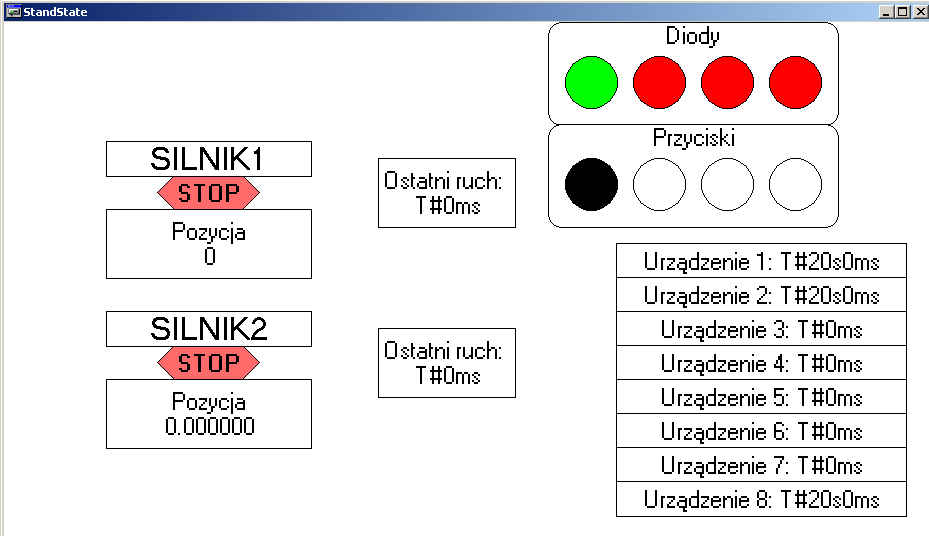 StandState
Diody
Przyciski
SILNIK1
STOP
Pozycja
0
Ostatni ruch:
T#0ms
SILNIK2
STOP
Pozycja
0.000000
Ostatni ruch:
T#0ms
Urządzenie 1: T#20s0ms
Urządzenie 2: T#20s0ms
Urządzenie 3: T#0ms
Urządzenie 4: T#0ms
Urządzenie 5: T#0ms
Urządzenie 6: T#0ms
Urządzenie 7: T#0ms
Urządzenie 8: T#20s0ms